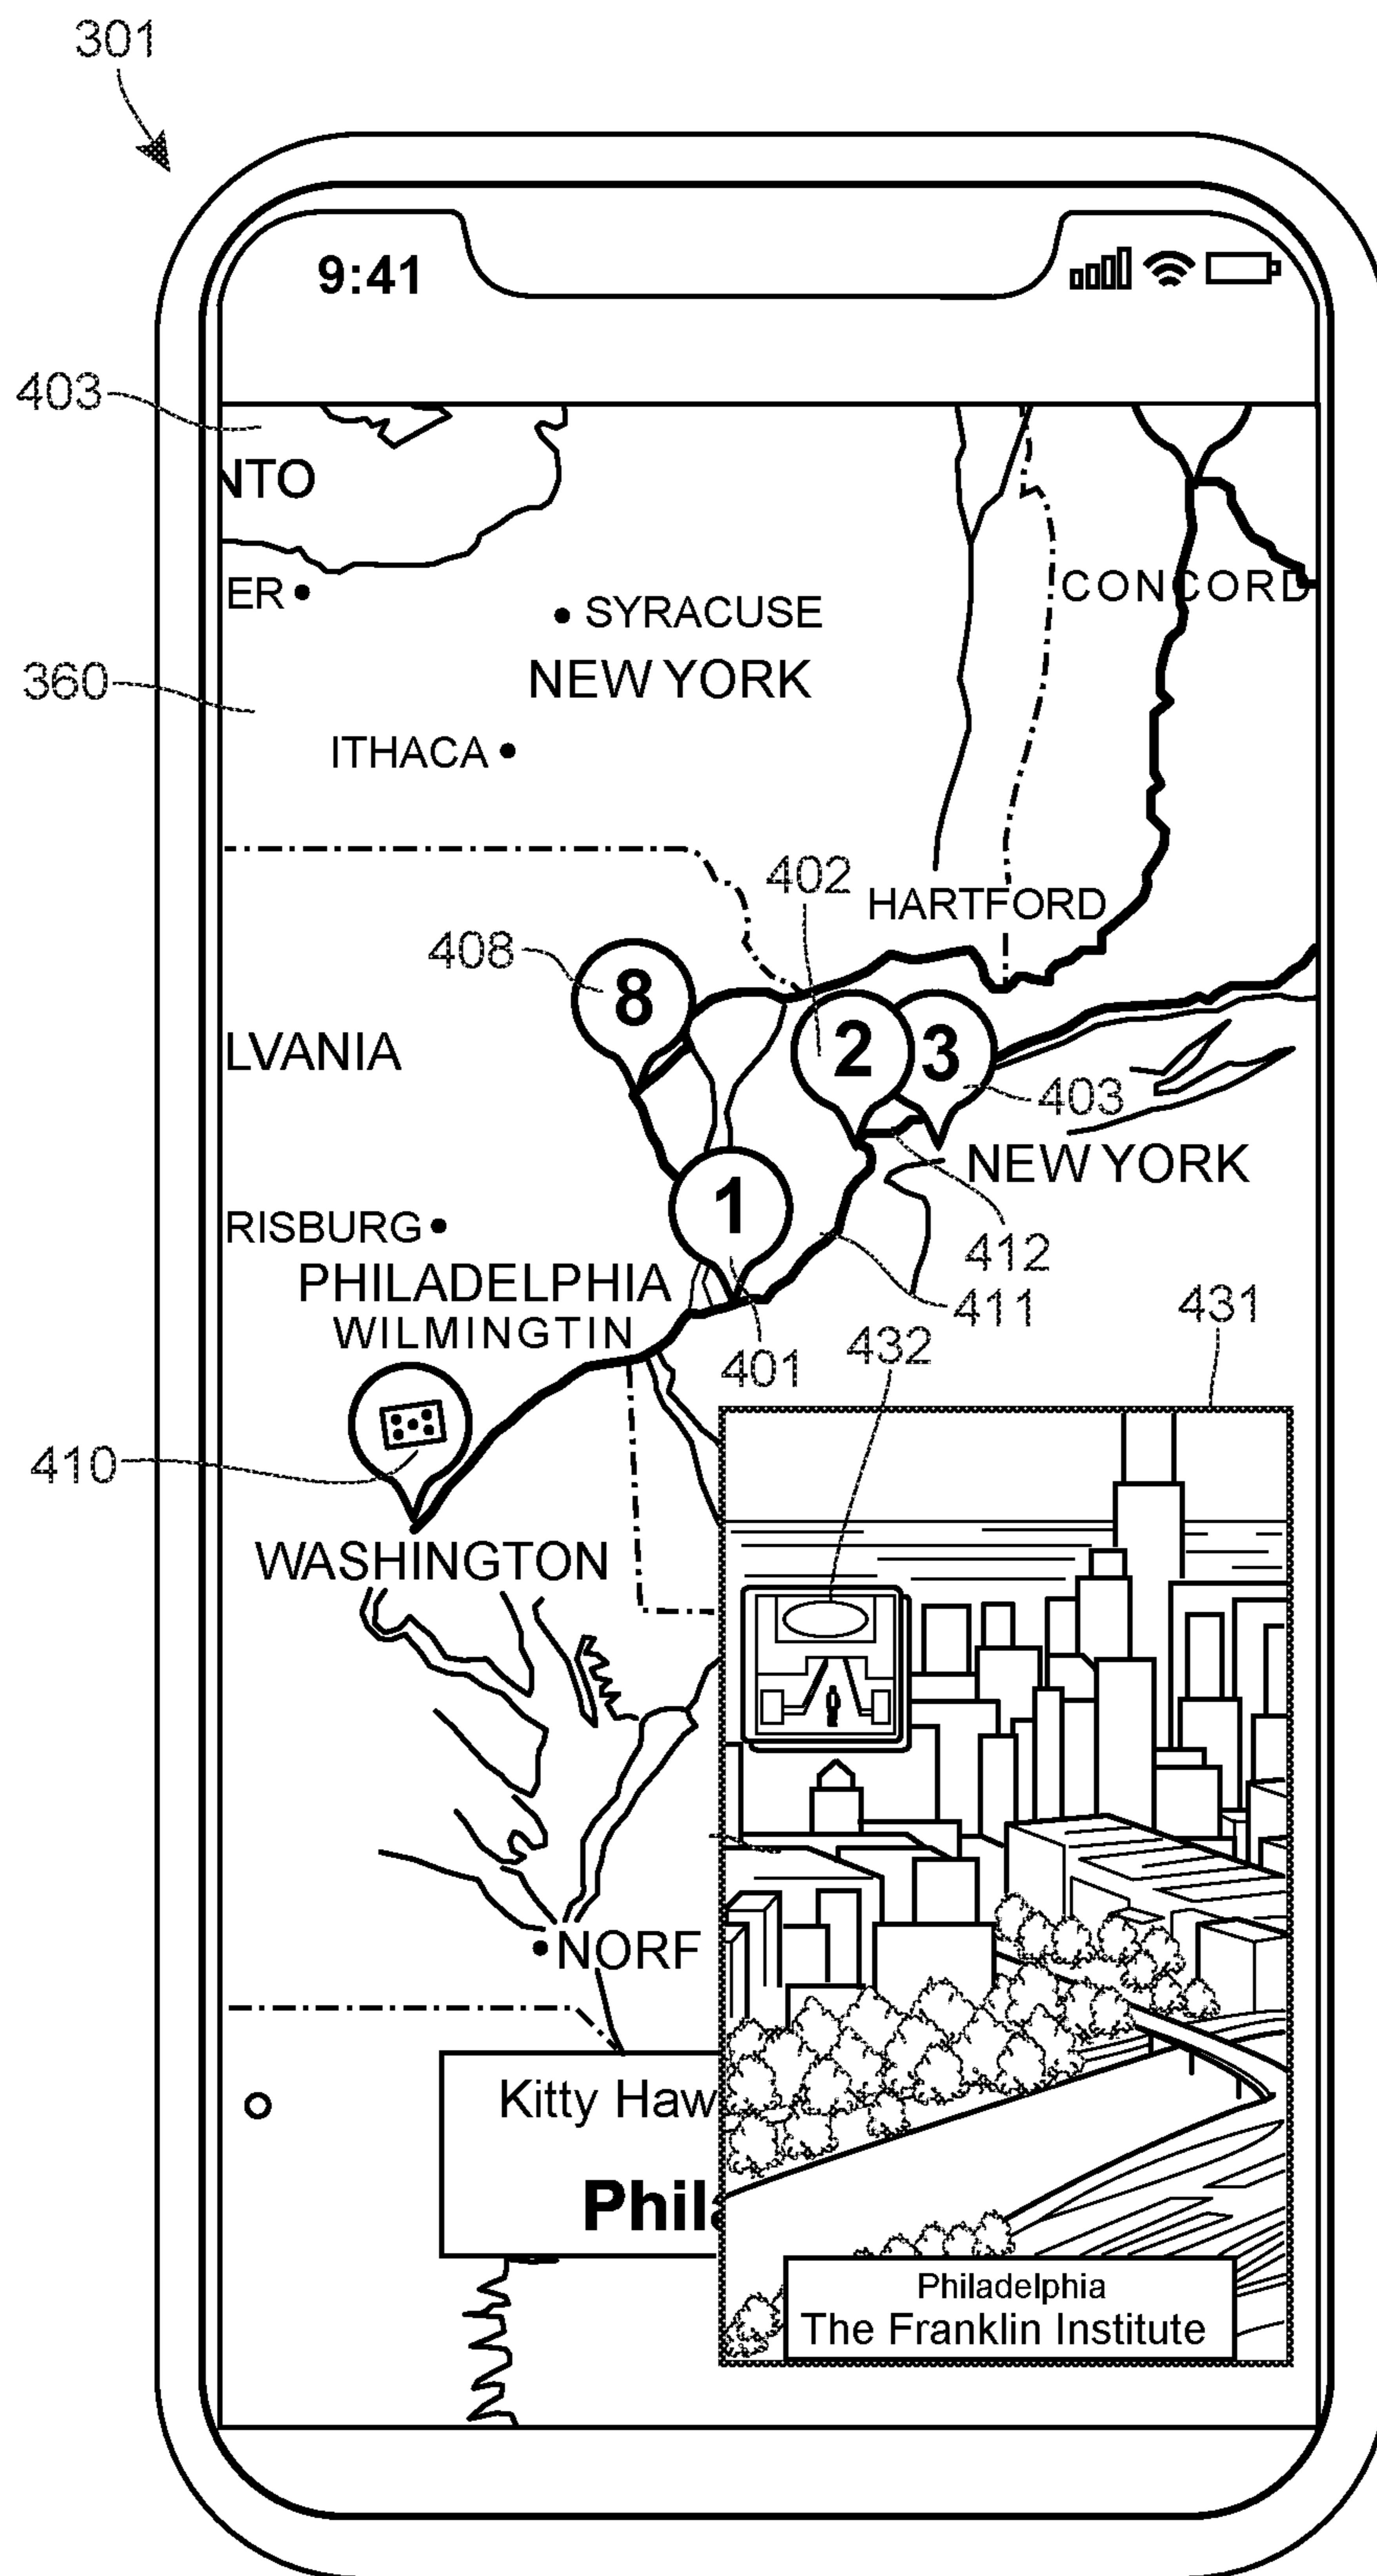 301
9:41
403
NTO
ER
SYRACUSE
CONCORD
360
NEW YORK
ITHACA
402
HARTFORD
408
8
2
3
LVANIA
403
NEW YORK
1
RISBURG
412
PHILADELPHIA
411
431
WILMINGTIN
432
401
410
WASHINGTON
NORF
Kitty Haw
Phila
Philadelphia
The Franklin Institute